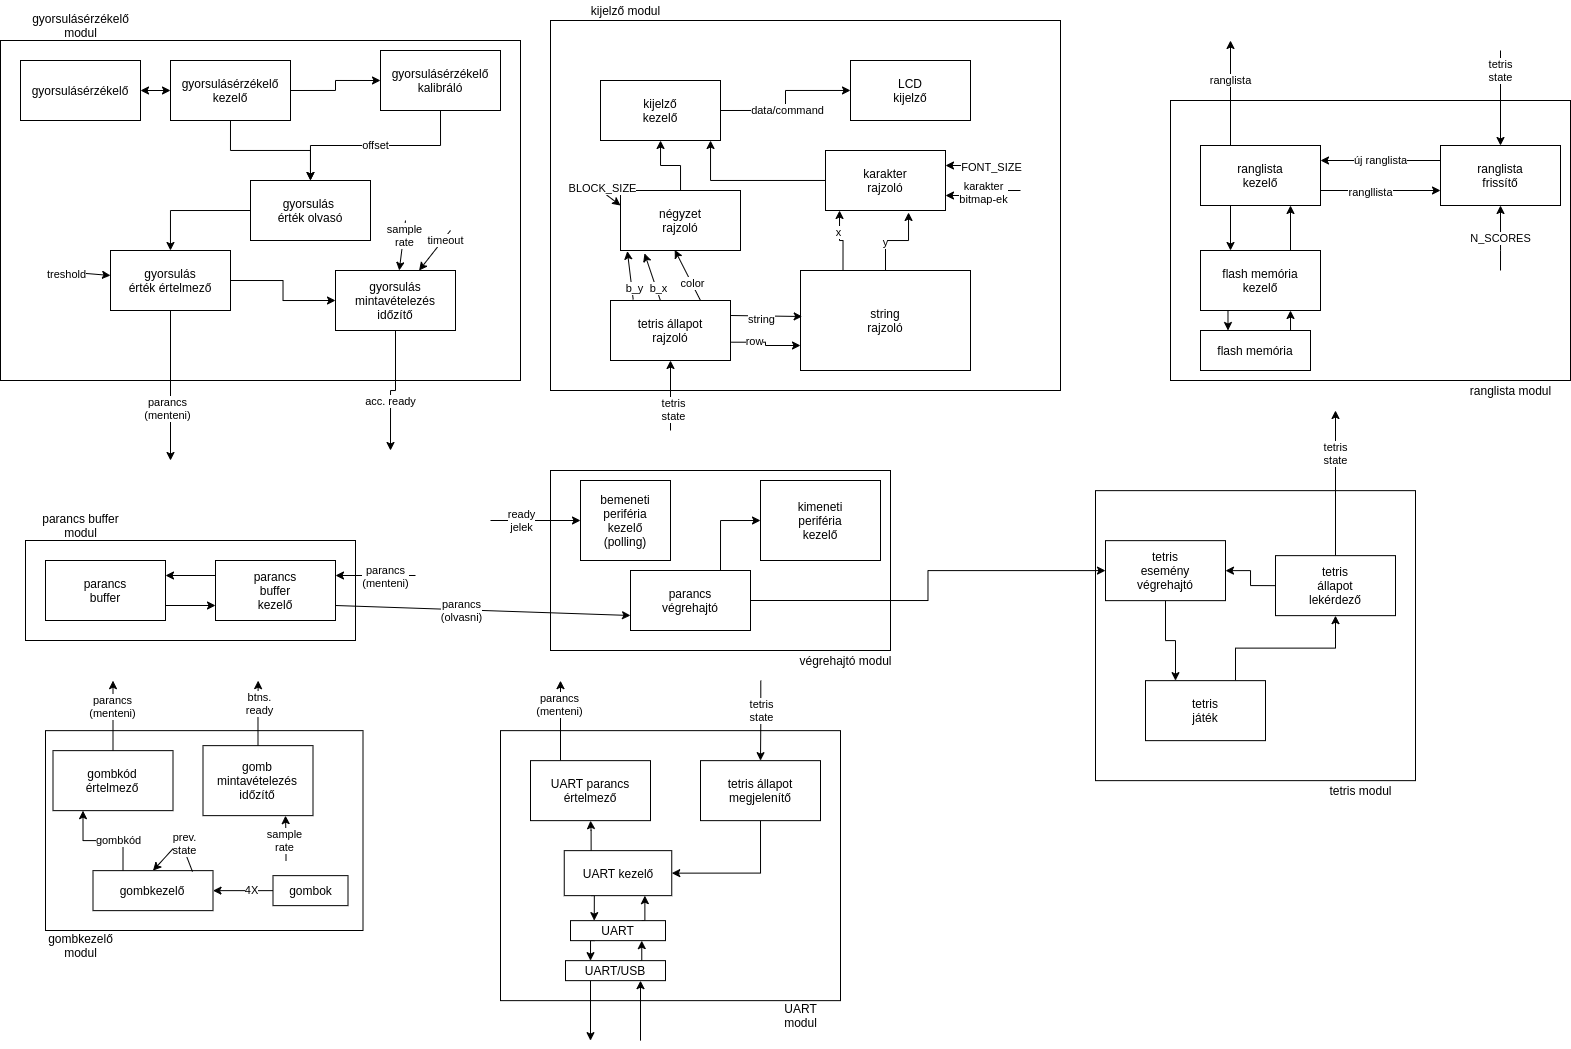 gyorsulásérzékelő
modul
gyorsulásérzékelő
gyorsulásérzékelő
kezelő
gyorsulásérzékelő
kalibráló
offset
gyorsulás
érték olvasó
sample
rate
timeout
treshold
gyorsulás
érték értelmező
gyorsulás
mintavételezés
időzítő
parancs
(menteni)
acc. ready
kijelző modul
kijelző
kezelő
data/command
LCD
kijelző
BLOCK_SIZE
négyzet
rajzoló
karakter
rajzoló
FONT_SIZE
karakter
bitmap-ek
x
y
b_y
b_x
color
tetris állapot
rajzoló
string
row
string
rajzoló
tetris
state
ranglista
tetris
state
ranglista
kezelő
új ranglista
rangllista
ranglista
frissítő
N_SCORES
flash memória
kezelő
flash memória
ranglista modul
parancs buffer
modul
parancs
buffer
parancs
buffer
kezelő
parancs
(menteni)
parancs
(olvasni)
ready
jelek
bemeneti
periféria
kezelő
(polling)
kimeneti
periféria
kezelő
parancs
végrehajtó
végrehajtó modul
tetris
state
tetris
esemény
végrehajtó
tetris
állapot
lekérdező
tetris
játék
tetris modul
parancs
(menteni)
btns.
ready
gombkód
értelmező
gomb
mintavételezés
időzítő
gombkód
prev.
state
sample
rate
gombkezelő
4X
gombok
gombkezelő
modul
parancs
(menteni)
tetris
state
UART parancs
értelmező
tetris állapot
megjelenítő
UART kezelő
UART
UART/USB
UART
modul